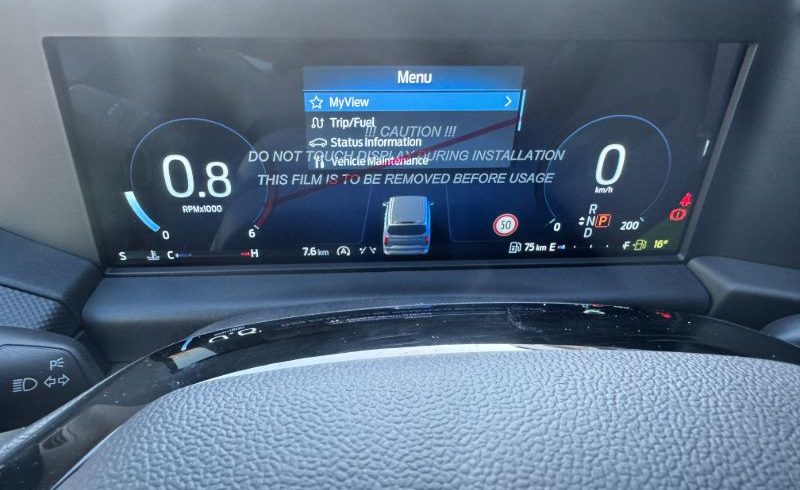 Menu
MyView
Trip/Fuel
!!! CAUTION !!!
Status Information
DO NOT TOUCH DISPLAY DURING INSTALLATION
Vehicle Maintenance
THIS FILM IS TO BE REMOVED BEFORE USAGE
0.8
RPMx1000
0
6
0
km/h
0
200
50
R
N
P
D
S
C
H
7.6 km
75 km
E
F
16°